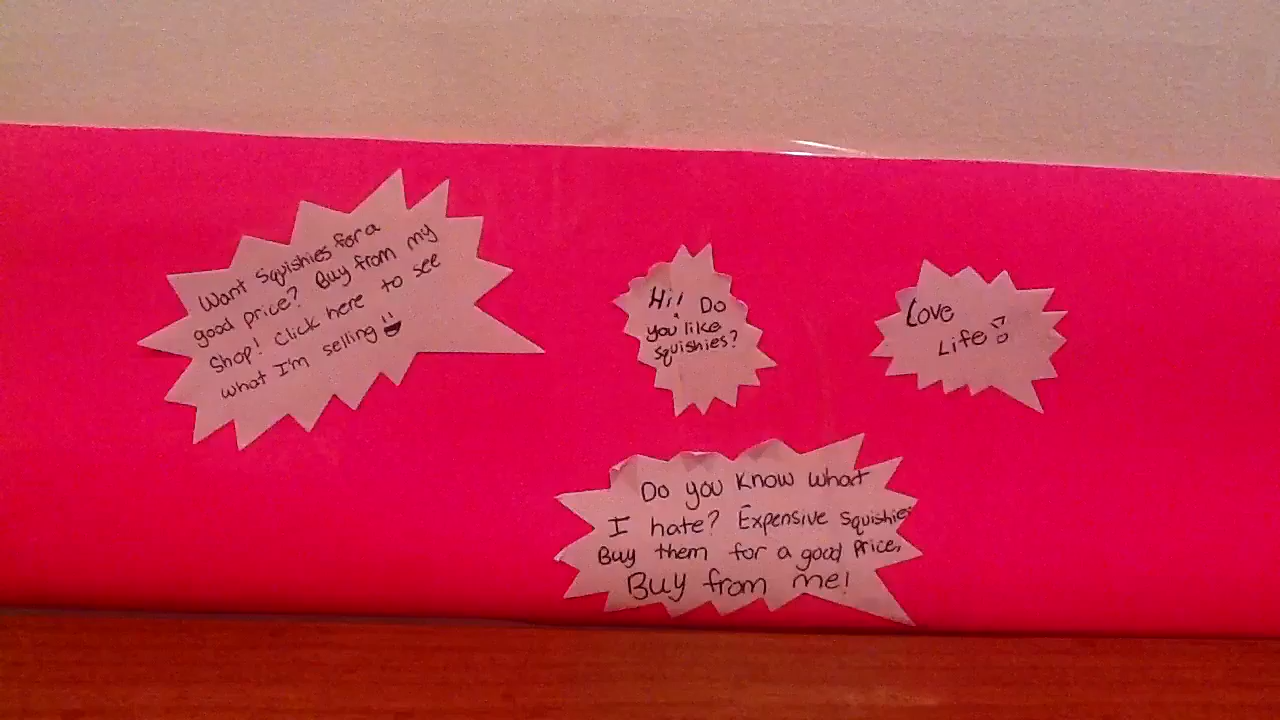 Want Squishies for a
good price? Buy from my
Shop! Click here to see
what I'm selling
Hi! Do
you like
squishies?
Love
Life
Do you Know what
I hate? Expensive squishies
Buy them for a good Price,
Buy from me!